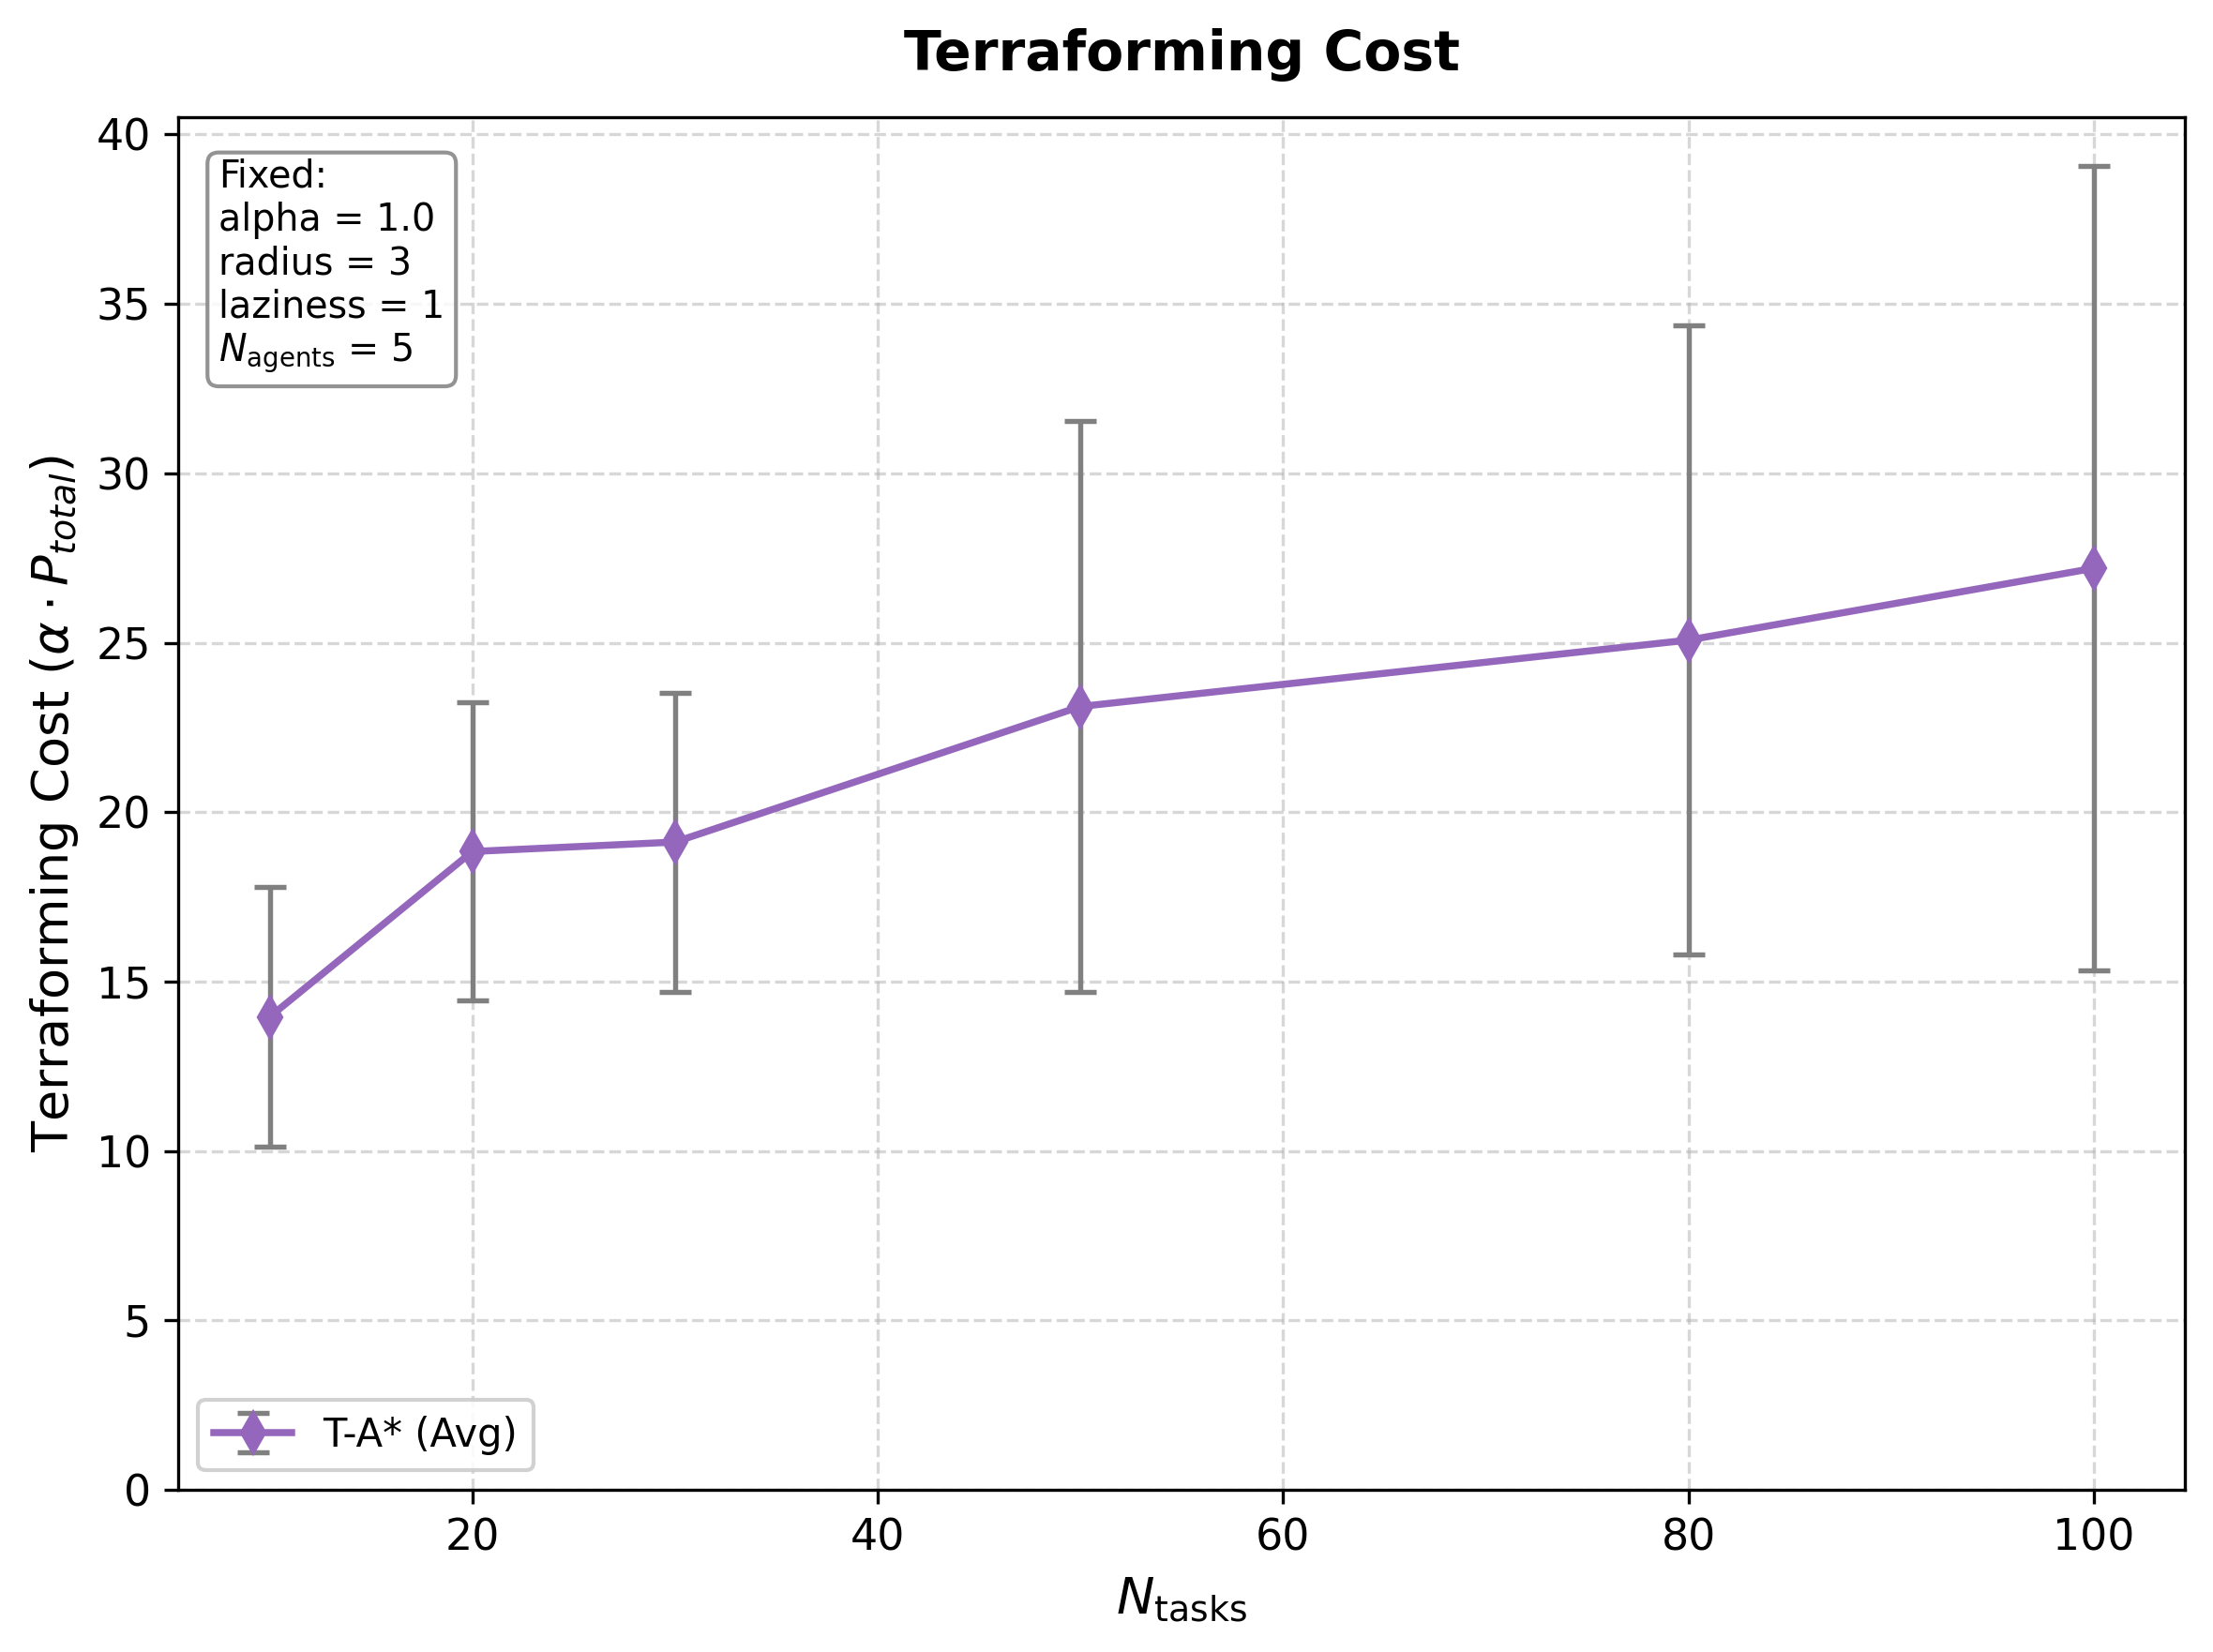 Terraforming Cost
Fixed:
alpha = 1.0
radius = 3
laziness = 1
N_agents = 5
Terraforming Cost (α · P_total)
40
35
30
25
20
15
10
5
0
T-A* (Avg)
20 40 60 80 100
N_tasks